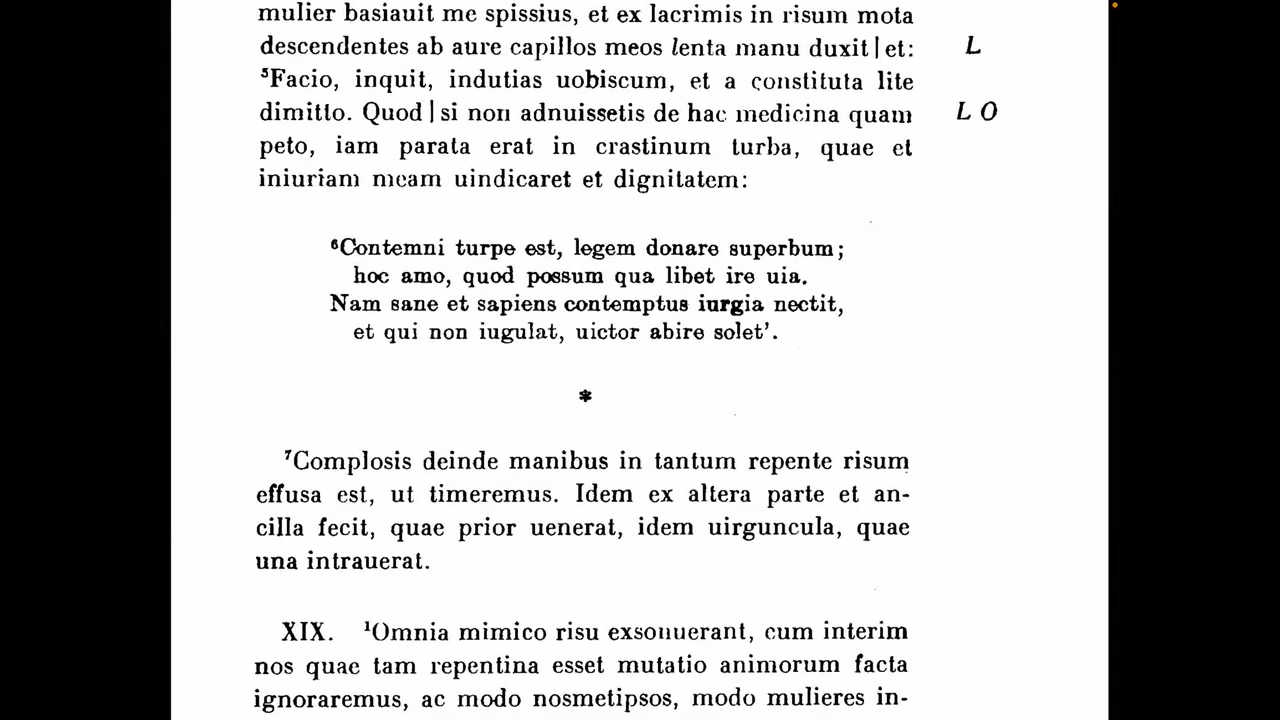 mulier basiauit me spissius, et ex lacrimis in risum mota
descendentes ab aure capillos meos lenta manu duxit | et: L
⁵Facio, inquit, indutias uobiscum, et a constituta lite
dimitto. Quod | si non adnuissetis de hac medicina quam L O
peto, iam parata erat in crastinum turba, quae et
iniuriam meam uindicaret et dignitatem:
⁶Contemni turpe est, legem donare superbum;
hoc amo, quod possum qua libet ire uia.
Nam sane et sapiens contemptus iurgia nectit,
et qui non iugulat, uictor abire solet’.
*
⁷Complosis deinde manibus in tantum repente risum
effusa est, ut timeremus. Idem ex altera parte et an-
cilla fecit, quae prior uenerat, idem uirguncula, quae
una intrauerat.
XIX. ¹Omnia mimico risu exsonuerant, cum interim
nos quae tam repentina esset mutatio animorum facta
ignoraremus, ac modo nosmetipsos, modo mulieres in-